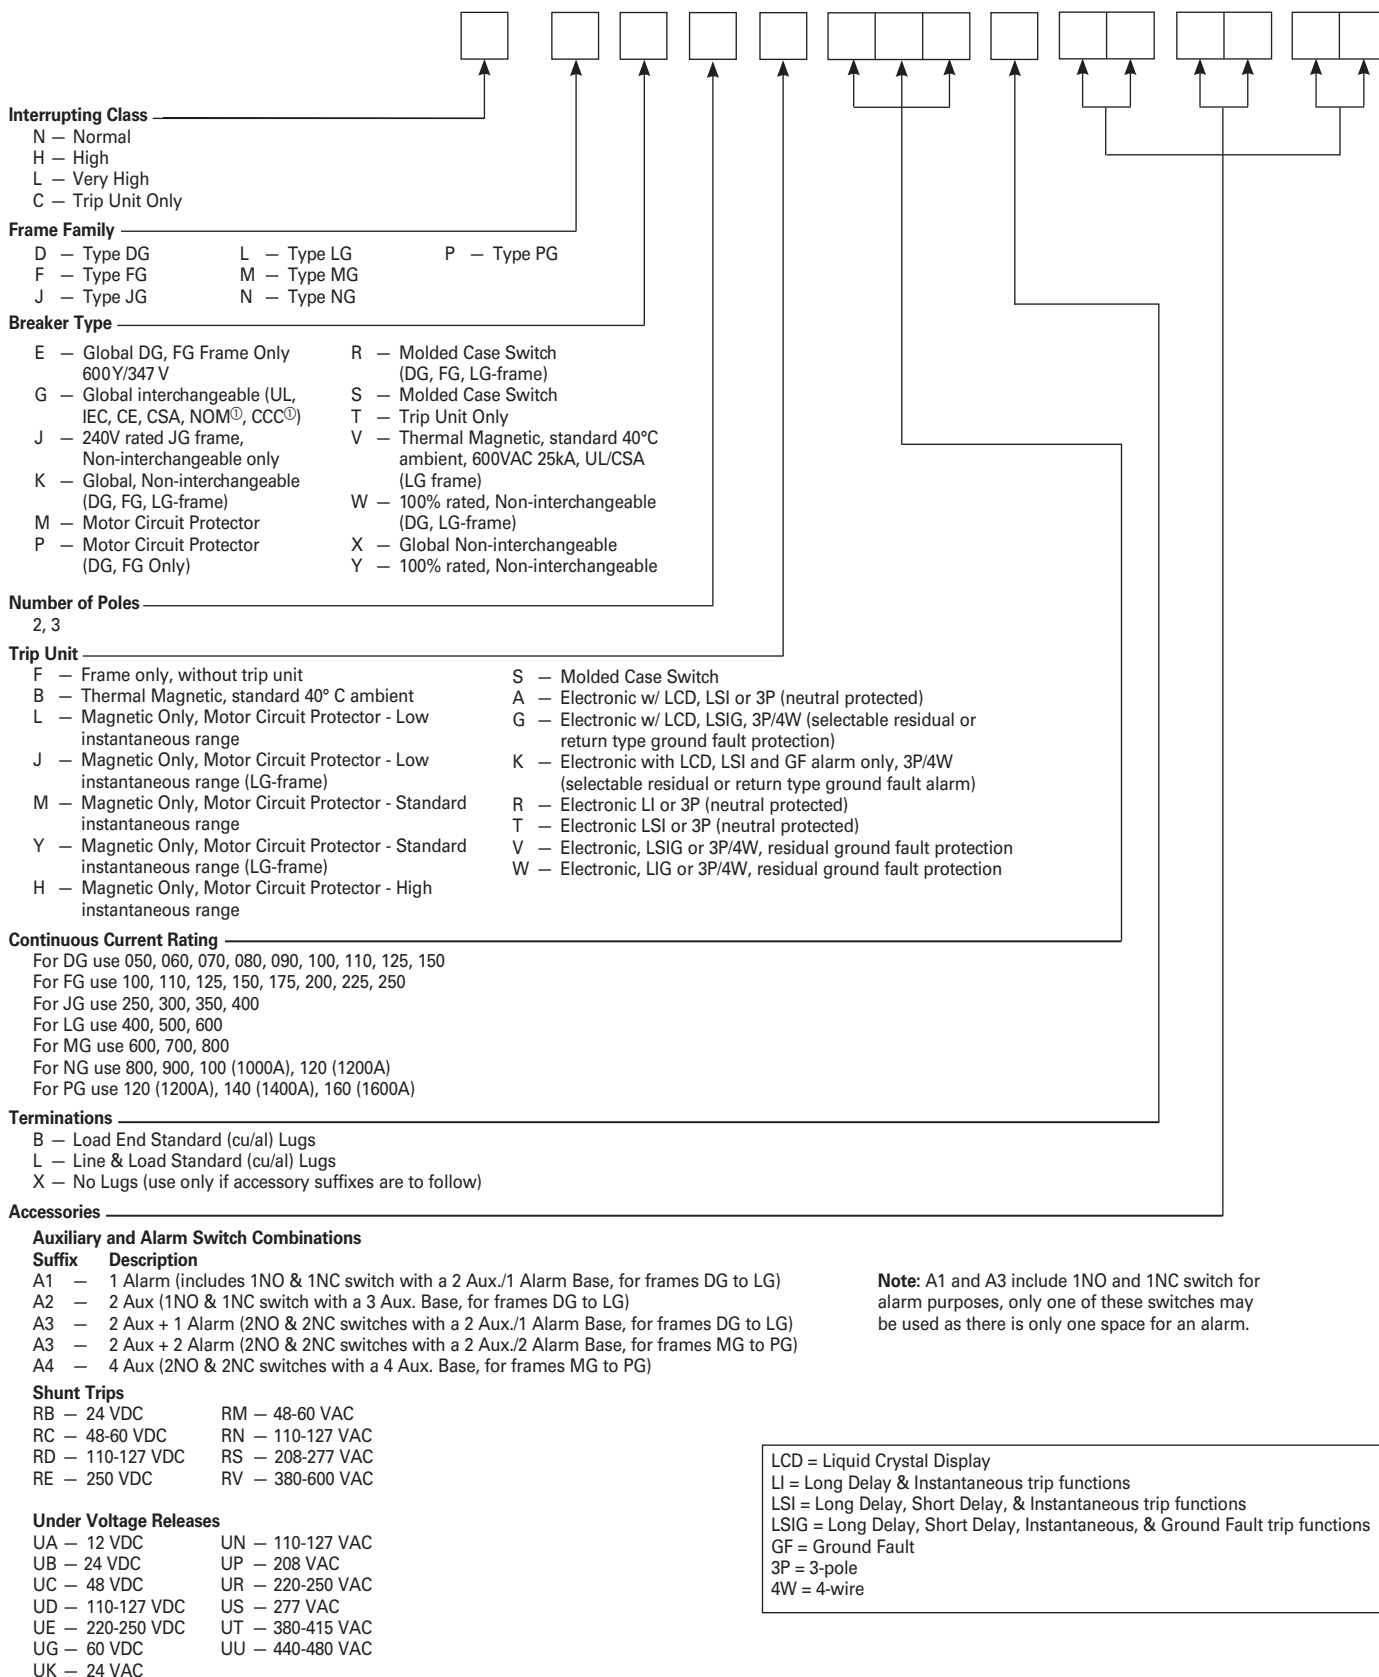 Interrupting Class
N — Normal
H — High
L — Very High
C — Trip Unit Only
Frame Family
D — Type DG
F — Type FG
J — Type JG
L — Type LG
M — Type MG
N — Type NG
P — Type PG
Breaker Type
E — Global DG, FG Frame Only
600Y/347 V
G — Global interchangeable (UL,
IEC, CE, CSA, NOM①, CCC①)
J — 240V rated JG frame,
Non-interchangeable only
K — Global, Non-interchangeable
(DG, FG, LG-frame)
M — Motor Circuit Protector
P — Motor Circuit Protector
(DG, FG Only)
R — Molded Case Switch
(DG, FG, LG-frame)
S — Molded Case Switch
T — Trip Unit Only
V — Thermal Magnetic, standard 40°C
ambient, 600VAC 25kA, UL/CSA
(LG frame)
W — 100% rated, Non-interchangeable
(DG, LG-frame)
X — Global Non-interchangeable
Y — 100% rated, Non-interchangeable
Number of Poles
2, 3
Trip Unit
F — Frame only, without trip unit
B — Thermal Magnetic, standard 40° C ambient
L — Magnetic Only, Motor Circuit Protector - Low
instantaneous range
J — Magnetic Only, Motor Circuit Protector - Low
instantaneous range (LG-frame)
M — Magnetic Only, Motor Circuit Protector - Standard
instantaneous range
Y — Magnetic Only, Motor Circuit Protector - Standard
instantaneous range (LG-frame)
H — Magnetic Only, Motor Circuit Protector - High
instantaneous range
S — Molded Case Switch
A — Electronic w/ LCD, LSI or 3P (neutral protected)
G — Electronic w/ LCD, LSIG, 3P/4W (selectable residual or
return type ground fault protection)
K — Electronic with LCD, LSI and GF alarm only, 3P/4W
(selectable residual or return type ground fault alarm)
R — Electronic LI or 3P (neutral protected)
T — Electronic LSI or 3P (neutral protected)
V — Electronic, LSIG or 3P/4W, residual ground fault protection
W — Electronic, LIG or 3P/4W, residual ground fault protection
Continuous Current Rating
For DG use 050, 060, 070, 080, 090, 100, 110, 125, 150
For FG use 100, 110, 125, 150, 175, 200, 225, 250
For JG use 250, 300, 350, 400
For LG use 400, 500, 600
For MG use 600, 700, 800
For NG use 800, 900, 100 (1000A), 120 (1200A)
For PG use 120 (1200A), 140 (1400A), 160 (1600A)
Terminations
B — Load End Standard (cu/al) Lugs
L — Line & Load Standard (cu/al) Lugs
X — No Lugs (use only if accessory suffixes are to follow)
Accessories
Auxiliary and Alarm Switch Combinations
Suffix Description
A1 — 1 Alarm (includes 1NO & 1NC switch with a 2 Aux./1 Alarm Base, for frames DG to LG)
A2 — 2 Aux (1NO & 1NC switch with a 3 Aux. Base, for frames DG to LG)
A3 — 2 Aux + 1 Alarm (2NO & 2NC switches with a 2 Aux./1 Alarm Base, for frames DG to LG)
A3 — 2 Aux + 2 Alarm (2NO & 2NC switches with a 2 Aux./2 Alarm Base, for frames MG to PG)
A4 — 4 Aux (2NO & 2NC switches with a 4 Aux. Base, for frames MG to PG)
Note: A1 and A3 include 1NO and 1NC switch for
alarm purposes, only one of these switches may
be used as there is only one space for an alarm.
Shunt Trips
RB — 24 VDC
RC — 48-60 VDC
RD — 110-127 VDC
RE — 250 VDC
RM — 48-60 VAC
RN — 110-127 VAC
RS — 208-277 VAC
RV — 380-600 VAC
Under Voltage Releases
UA — 12 VDC
UB — 24 VDC
UC — 48 VDC
UD — 110-127 VDC
UE — 220-250 VDC
UG — 60 VDC
UK — 24 VAC
UN — 110-127 VAC
UP — 208 VAC
UR — 220-250 VAC
US — 277 VAC
UT — 380-415 VAC
UU — 440-480 VAC
LCD = Liquid Crystal Display
LI = Long Delay & Instantaneous trip functions
LSI = Long Delay, Short Delay, & Instantaneous trip functions
LSIG = Long Delay, Short Delay, Instantaneous, & Ground Fault trip functions
GF = Ground Fault
3P = 3-pole
4W = 4-wire